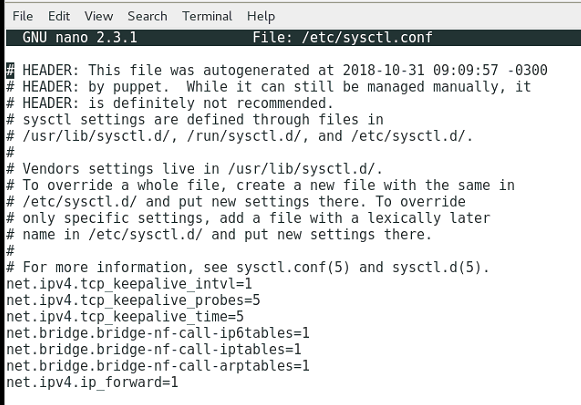 File Edit View Search Terminal Help
GNU nano 2.3.1 File: /etc/sysctl.conf
# HEADER: This file was autogenerated at 2018-10-31 09:09:57 -0300
# HEADER: by puppet.  While it can still be managed manually, it
# HEADER: is definitely not recommended.
# sysctl settings are defined through files in
# /usr/lib/sysctl.d/, /run/sysctl.d/, and /etc/sysctl.d/.
#
# Vendors settings live in /usr/lib/sysctl.d/.
# To override a whole file, create a new file with the same in
# /etc/sysctl.d/ and put new settings there. To override
# only specific settings, add a file with a lexically later
# name in /etc/sysctl.d/ and put new settings there.
#
# For more information, see sysctl.conf(5) and sysctl.d(5).
net.ipv4.tcp_keepalive_intvl=1
net.ipv4.tcp_keepalive_probes=5
net.ipv4.tcp_keepalive_time=5
net.bridge.bridge-nf-call-ip6tables=1
net.bridge.bridge-nf-call-iptables=1
net.bridge.bridge-nf-call-arptables=1
net.ipv4.ip_forward=1